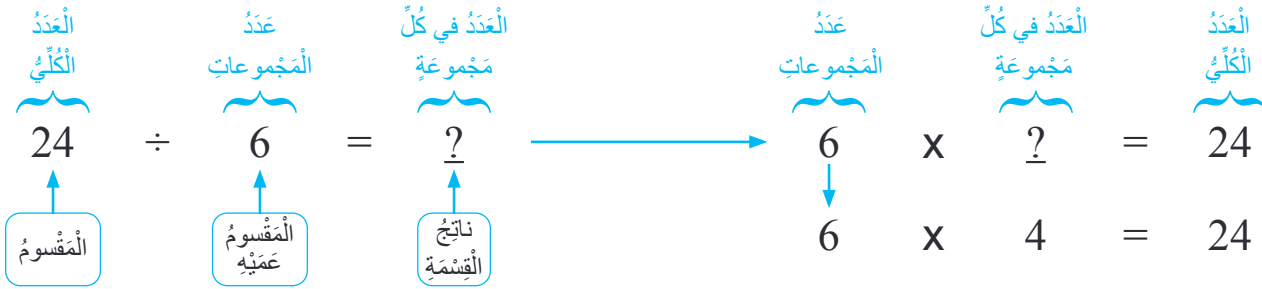 الْعَدَدُ
الْكُلِّيُّ
عَدَدُ
الْمَجْموعاتِ
الْعَدَدُ في كُلِّ
مَجْموعَةٍ
24 ÷ 6 = ?
الْمَقْسومُ
الْمَقْسومُ
عَمَيْهِ
ناتِجُ
الْقِسْمَةِ
عَدَدُ
الْمَجْموعاتِ
الْعَدَدُ في كُلِّ
مَجْموعَةٍ
الْعَدَدُ
الْكُلِّيُّ
6 x ? = 24
6 x 4 = 24